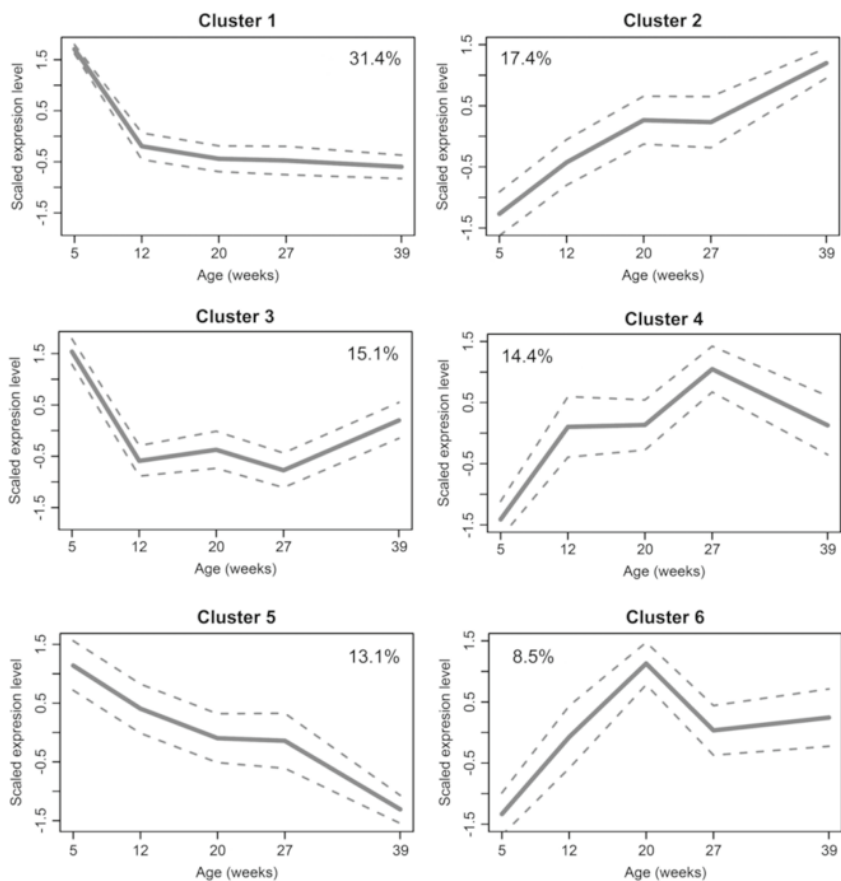 Cluster 1
31.4%
Scaled expresion level
1.5
0.5
-0.5
-1.5
5 12 20 27 39
Age (weeks)
Cluster 2
17.4%
Scaled expresion level
1.5
0.5
-0.5
-1.5
5 12 20 27 39
Age (weeks)
Cluster 3
15.1%
Scaled expresion level
1.5
0.5
-0.5
-1.5
5 12 20 27 39
Age (weeks)
Cluster 4
14.4%
Scaled expresion level
1.5
0.5
-0.5
-1.5
5 12 20 27 39
Age (weeks)
Cluster 5
13.1%
Scaled expresion level
1.5
0.5
-0.5
-1.5
5 12 20 27 39
Age (weeks)
Cluster 6
8.5%
Scaled expresion level
1.5
0.5
-0.5
-1.5
5 12 20 27 39
Age (weeks)